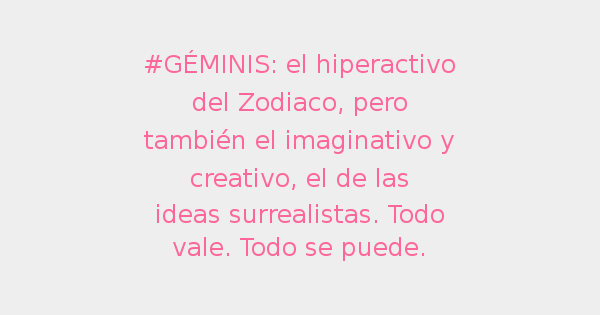 #GÉMINIS: el hiperactivo
del Zodiaco, pero
también el imaginativo y
creativo, el de las
ideas surrealistas. Todo
vale. Todo se puede.